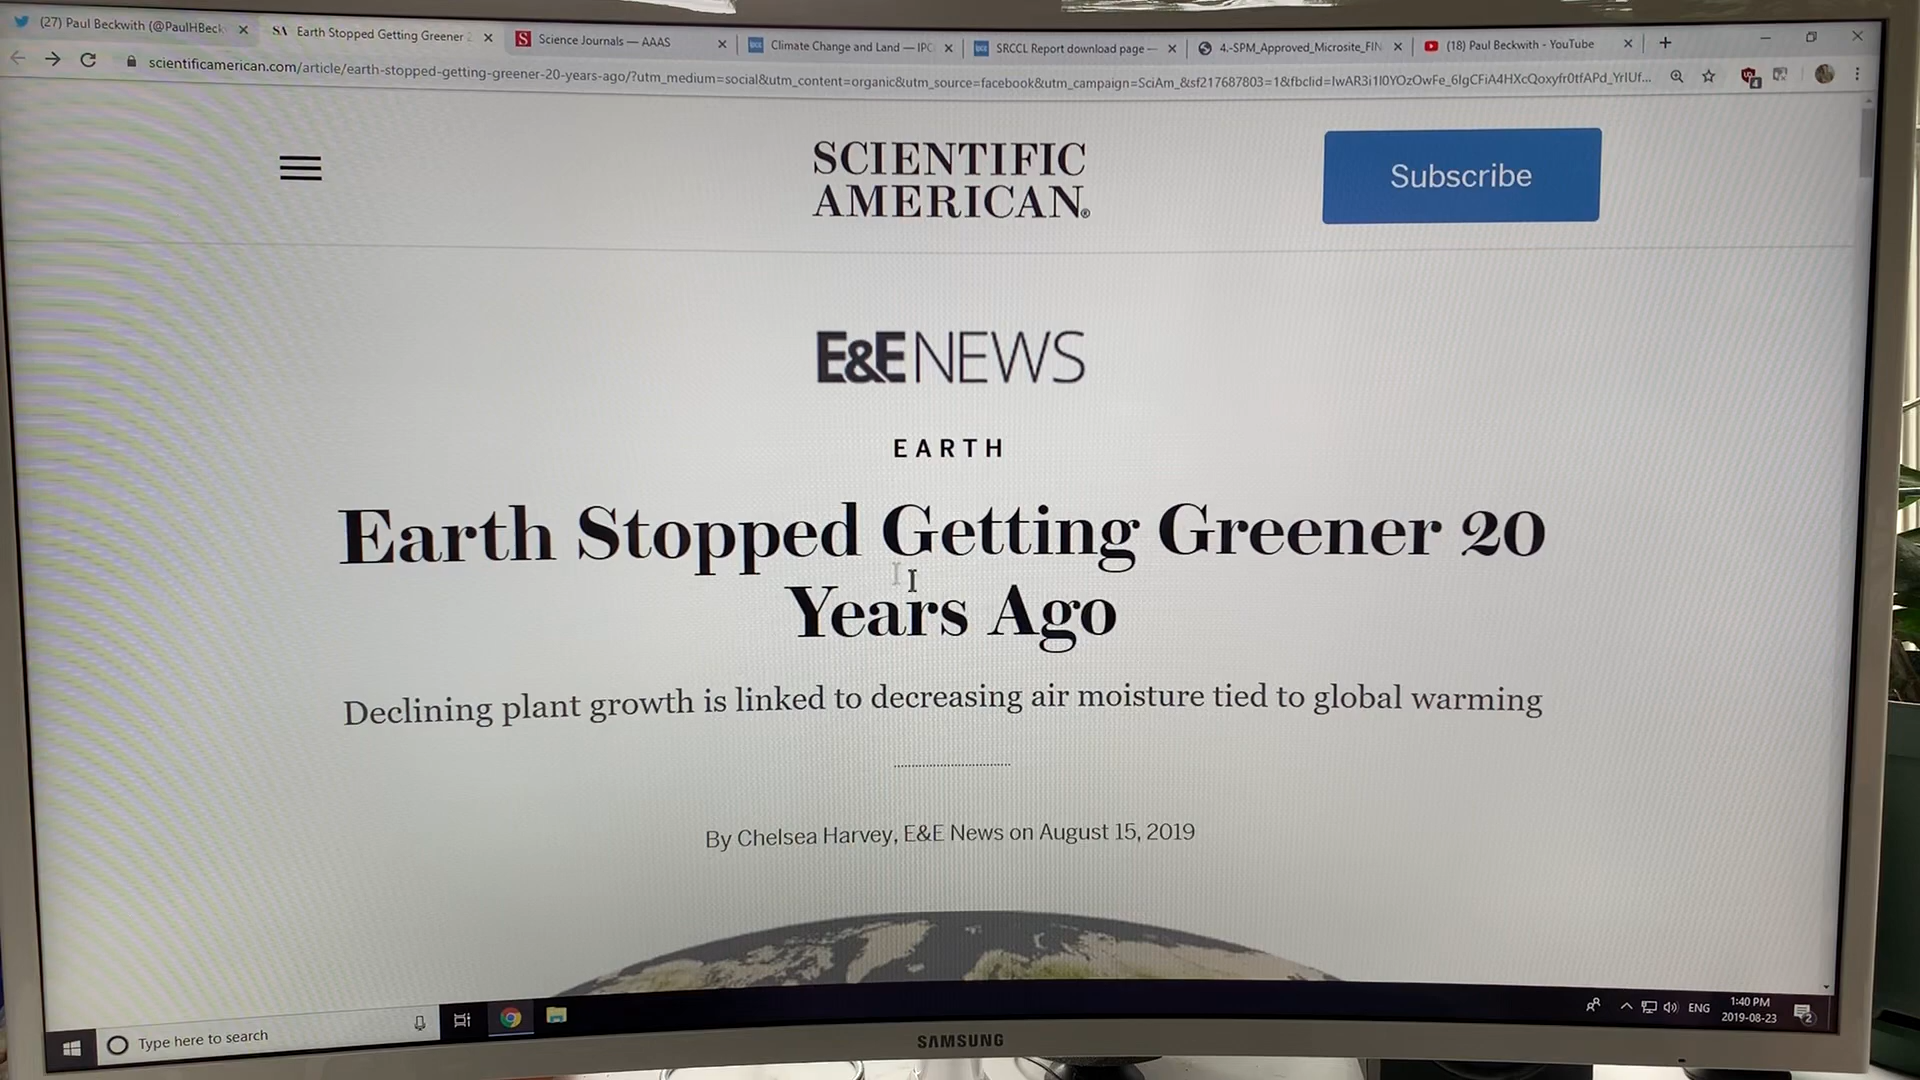 (27) Paul Beckwith (@PaulHBeck
Earth Stopped Getting Greener 2
Science Journals — AAAS
Climate Change and Land — IPC
SRCCL Report download page —
4.-SPM_Approved_Microsite_FIN
(18) Paul Beckwith - YouTube
scientificamerican.com/article/earth-stopped-getting-greener-20-years-ago/?utm_medium=social&utm_content=organic&utm_source=facebook&utm_campaign=SciAm_&sf217687803=1&fbclid=
SCIENTIFIC
AMERICAN®
Subscribe
E&E NEWS
EARTH
Earth Stopped Getting Greener 20
Years Ago
Declining plant growth is linked to decreasing air moisture tied to global warming
By Chelsea Harvey, E&E News on August 15, 2019
Type here to search
ENG
1:40 PM
2019-08-23
2
SAMSUNG